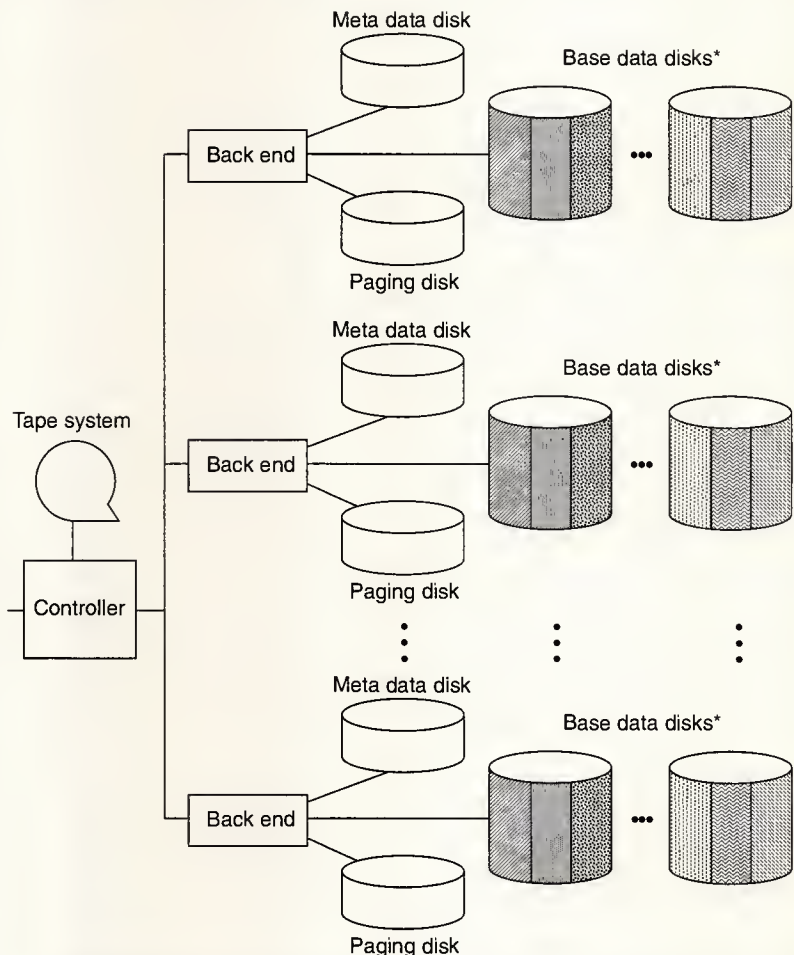 Meta data disk
Base data disks*
Back end
Paging disk
Meta data disk
Base data disks*
Tape system
Back end
Paging disk
Controller
Meta data disk
Base data disks*
Back end
Paging disk